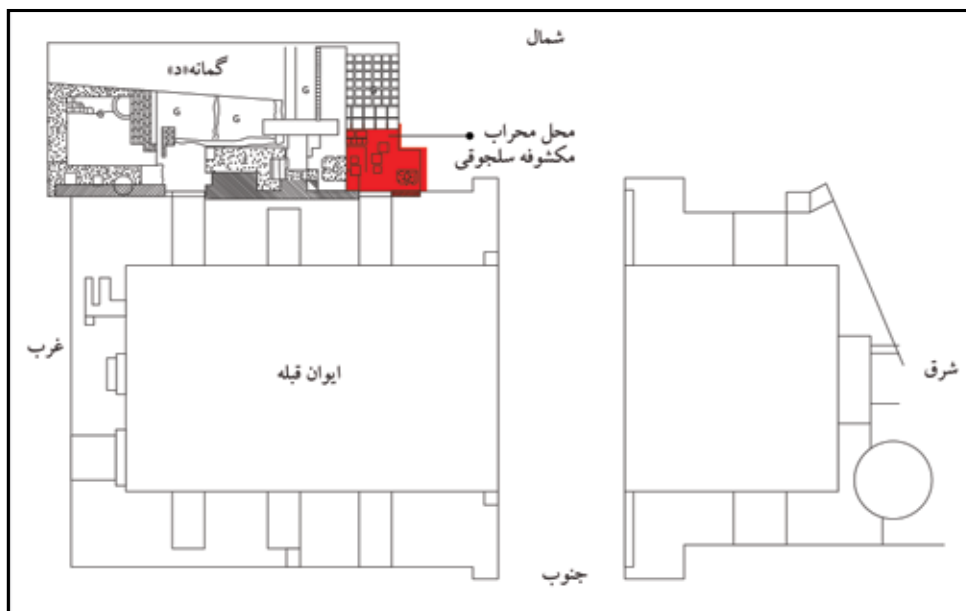 شمال
گمانه«د»
G
G
G
G
G
محل محراب
مکشوفه سلجوقی
غرب
ایوان قبله
شرق
جنوب